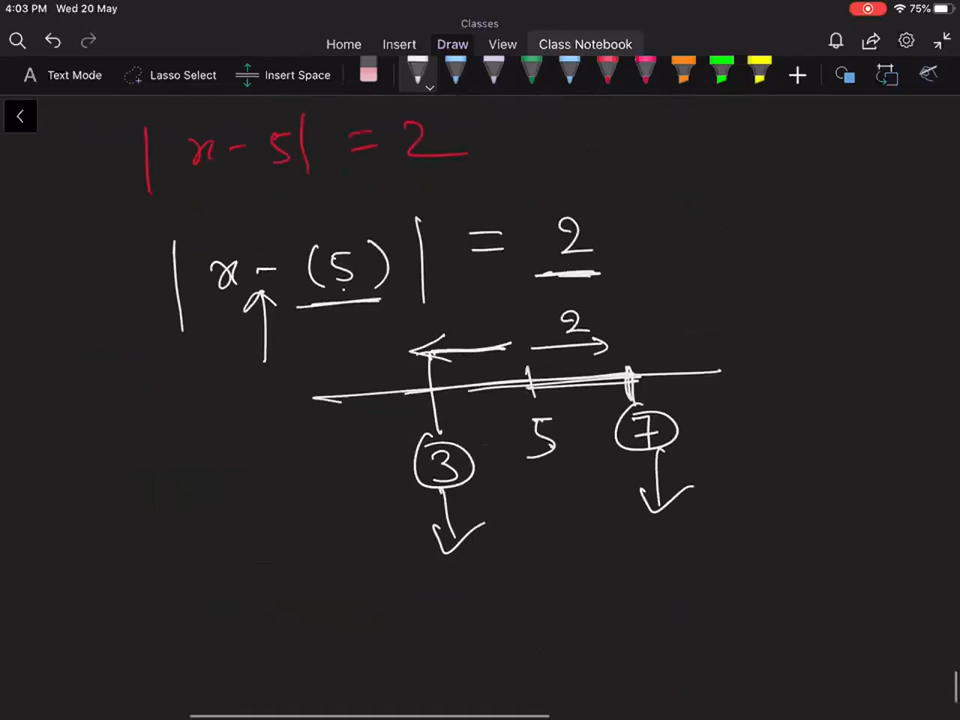 4:03 PM Wed 20 May
75%
Classes
Home Insert Draw View Class Notebook
A Text Mode Lasso Select Insert Space
| x - 5 | = 2
| x - (5) | = 2
2
5
3
7